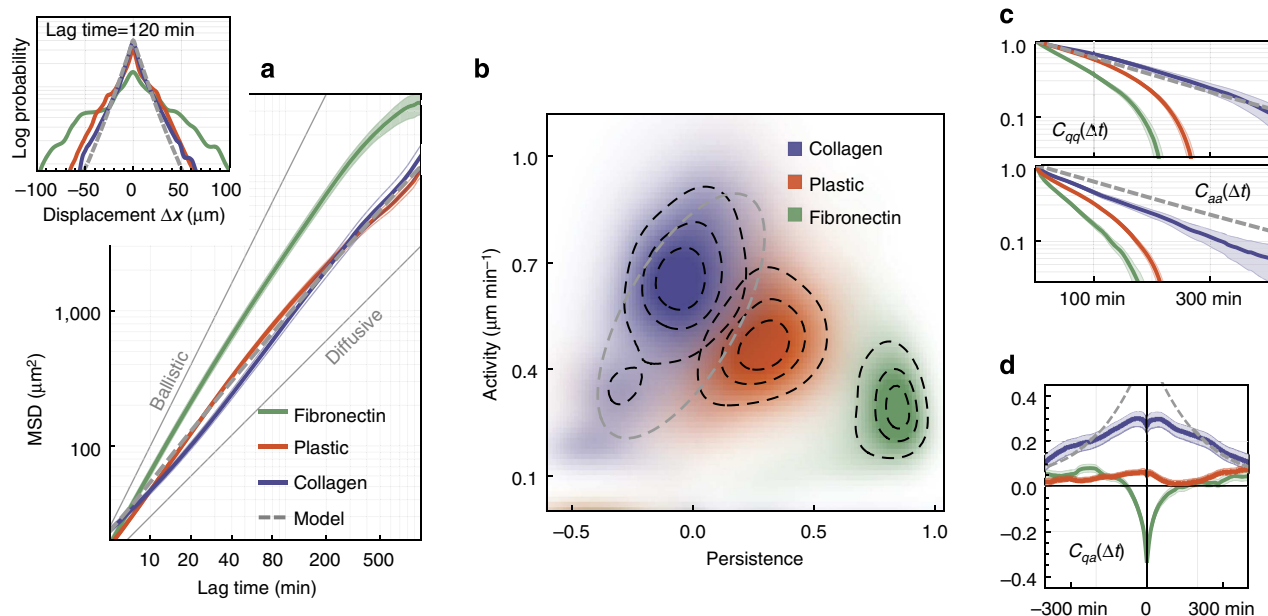 a
Lag time=120 min
Log probability
−100
−50
0
50
100
Displacement Δx (μm)
MSD (μm²)
1,000
100
Ballistic
Diffusive
Fibronectin
Plastic
Collagen
Model
10
20
40
80
200
500
Lag time (min)
b
Activity (μm min⁻¹)
1.0
0.7
0.4
0.1
Collagen
Plastic
Fibronectin
−0.5
0.0
0.5
1.0
Persistence
c
1.0
0.1
Cqq(Δt)
1.0
0.1
Caa(Δt)
100 min
300 min
d
0.4
0.2
0.0
−0.2
−0.4
Cqa(Δt)
−300 min
0
300 min